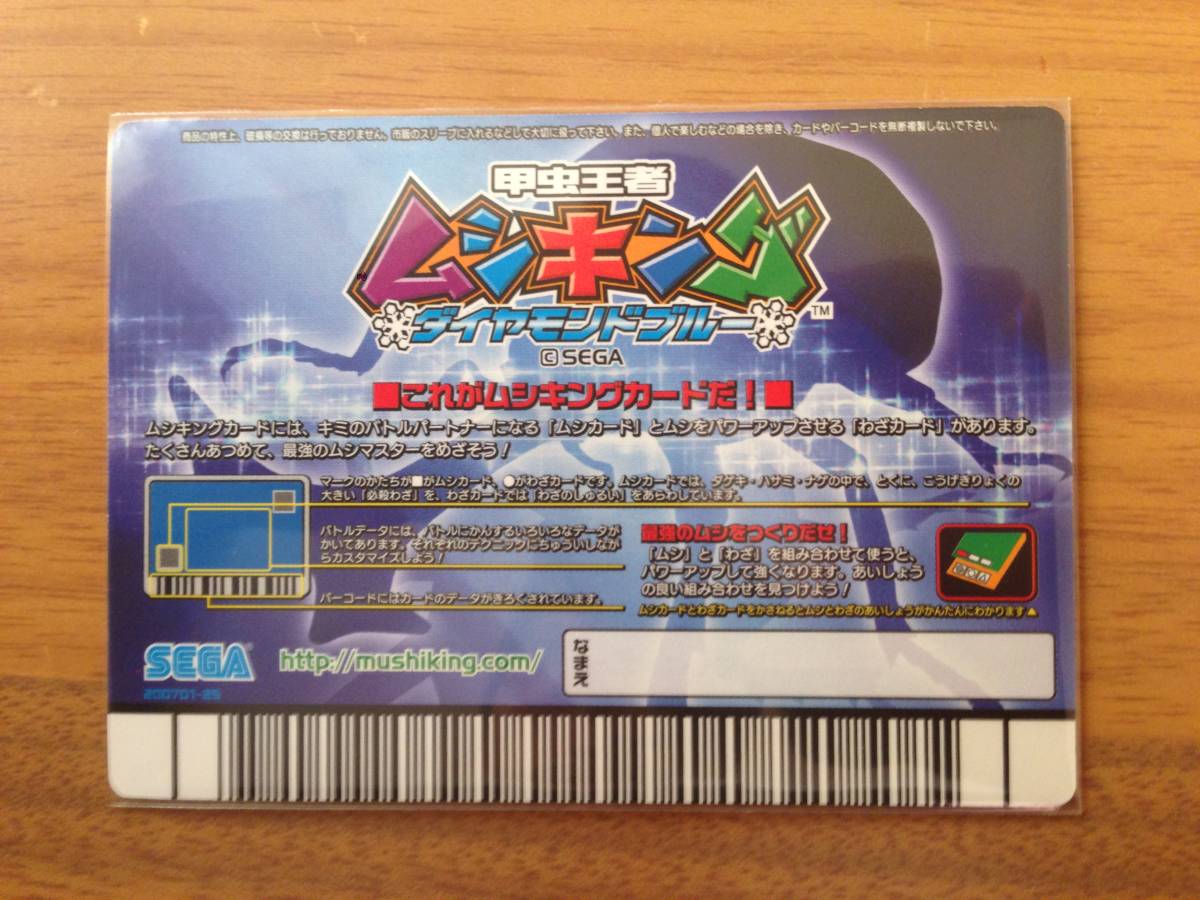 商品の特性上、破損等の交換は行っておりません。市販のスリーブに入れるなどして大切に扱って下さい。また、個人で楽しむなどの場合を除き、カードやバーコードを無断複製しないで下さい。
甲虫王者
ムシキング
ダイヤモンドブルー
TM
©SEGA
■これがムシキングカードだ!■
ムシキングカードには、キミのバトルパートナーになる「ムシカード」とムシをパワーアップさせる「わざカード」があります。
たくさんあつめて、最強のムシマスターをめざそう!
マークのかたちが■がムシカード、●がわざカードです。ムシカードでは、ダゲキ・ハサミ・ナゲの中で、とくに、こうげきりょくの
大きい「必殺わざ」を、わざカードでは「わざのしゅるい」をあらわしています。
バトルデータには、バトルにかんするいろいろなデータが
かいてあります。それぞれのテクニックにちゅういしなが
らカスタマイズしよう!
バーコードにはカードのデータがきろくされています。
最強のムシをつくりだせ!
「ムシ」と「わざ」を組み合わせて使うと、
パワーアップして強くなります。あいしょう
の良い組み合わせを見つけよう!
ムシカードとわざカードをかさねるとムシとわざのあいしょうがかんたんにわかります▲
SEGA
http://mushiking.com/
なまえ
200701-25